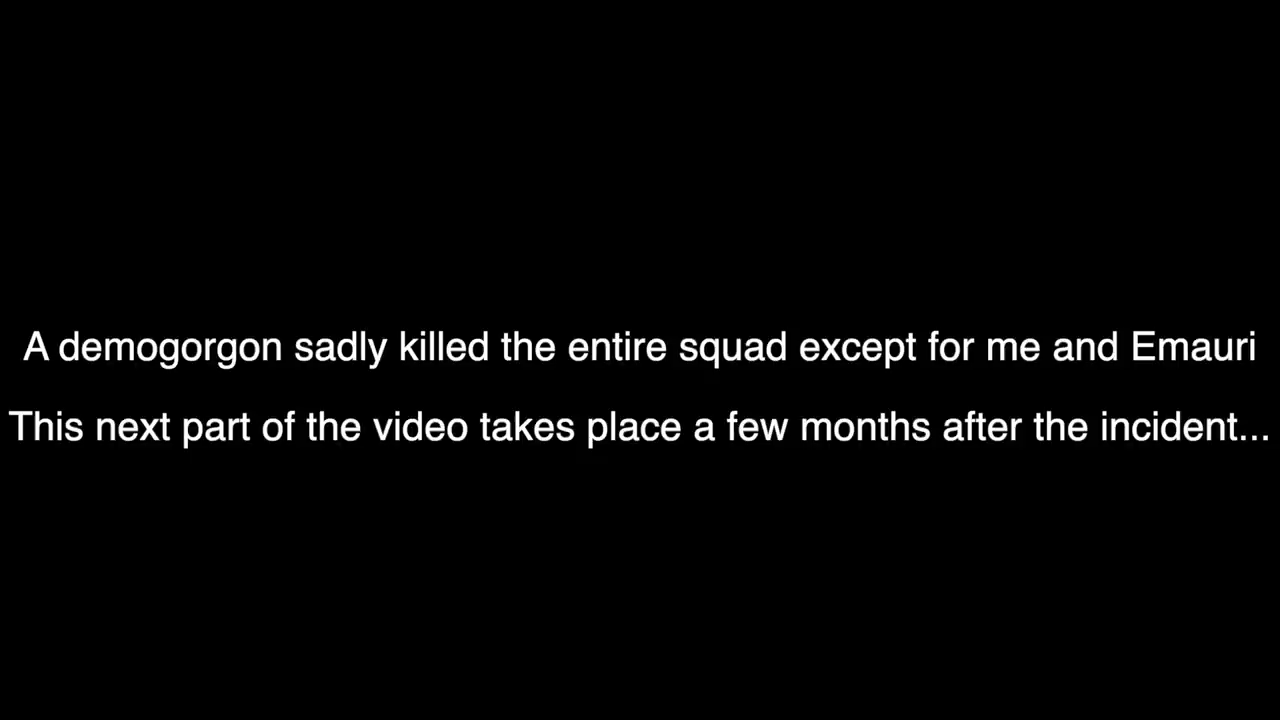 A demogorgon sadly killed the entire squad except for me and Emauri
This next part of the video takes place a few months after the incident...